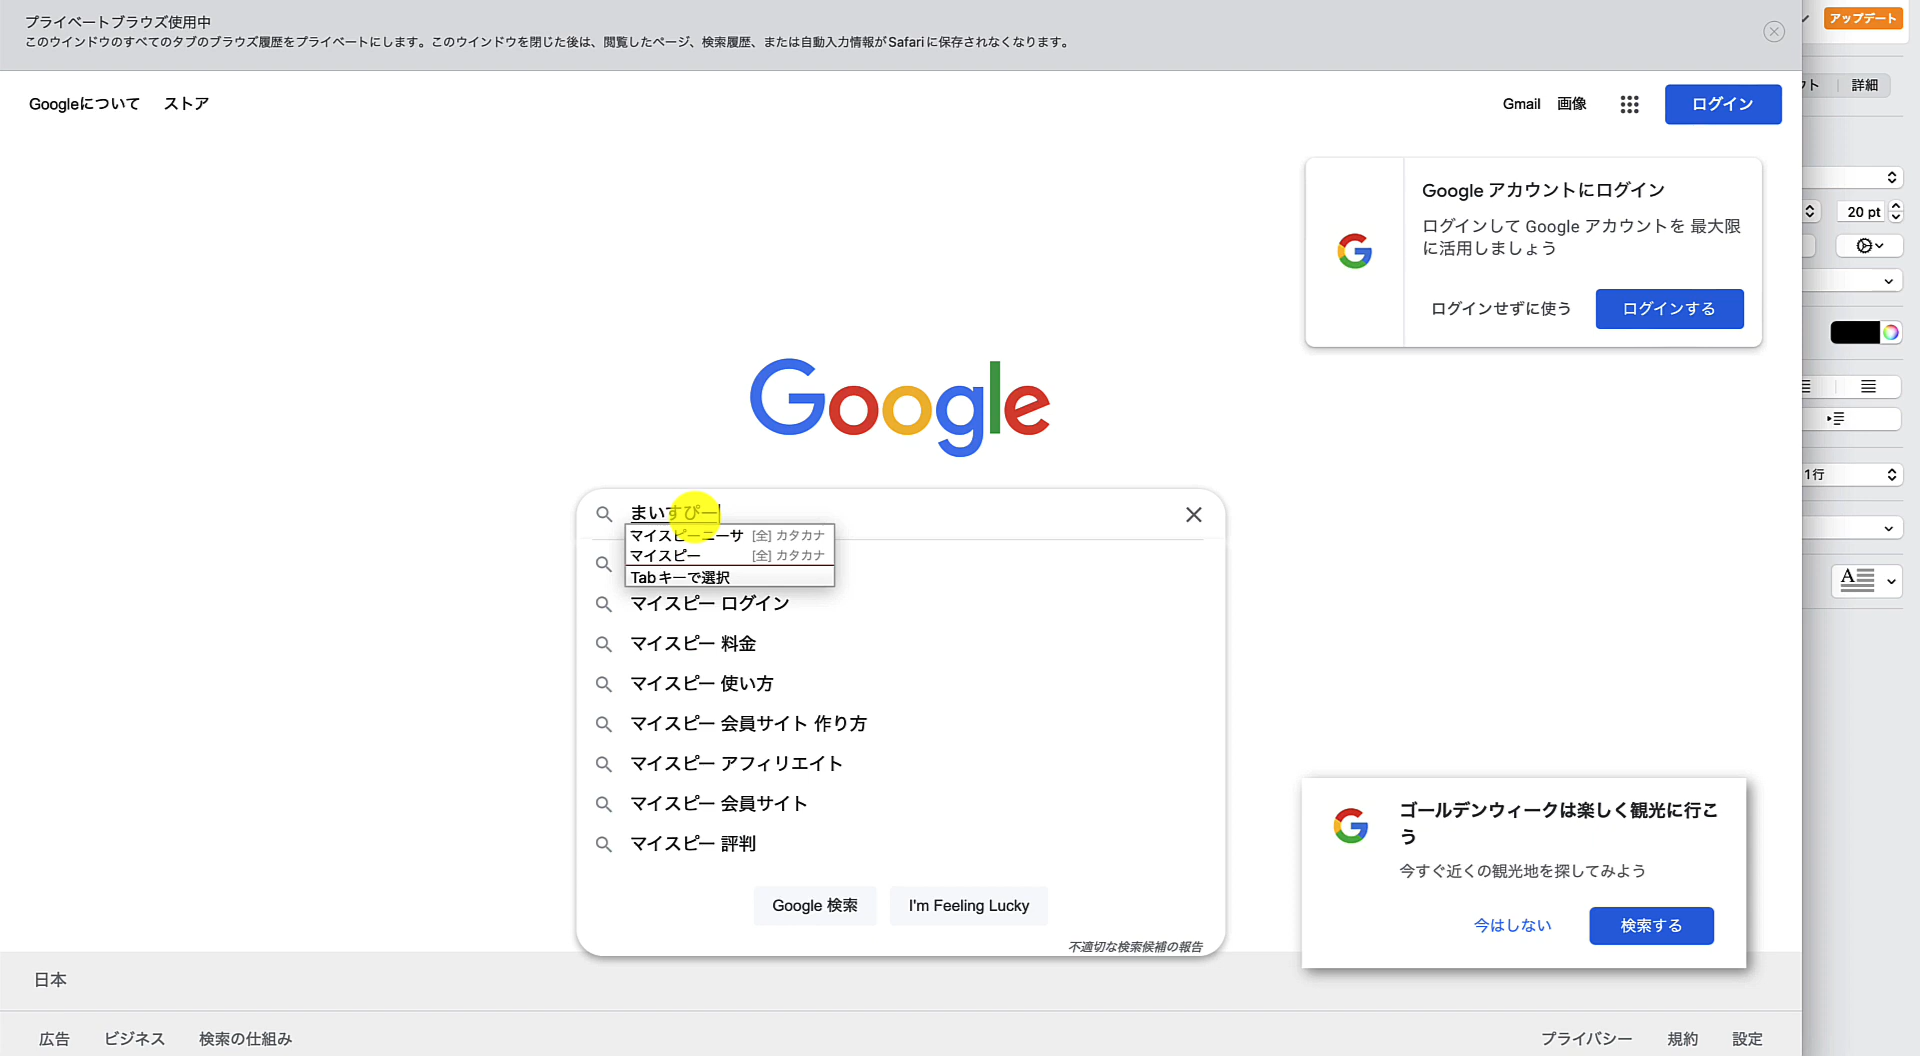 プライベートブラウズ使用中
このウインドウのすべてのタブのブラウズ履歴をプライベートにします。このウインドウを閉じた後は、閲覧したページ、検索履歴、または自動入力情報がSafariに保存されなくなります。
アップデート
Googleについて ストア
Gmail 画像 ログイン
詳細
Google アカウントにログイン
ログインして Google アカウントを 最大限
に活用しましょう
ログインせずに使う ログインする
20 pt
1行
A
Google
まいすぴー
マイスピーニーサ [全] カタカナ
マイスピー [全] カタカナ
Tabキーで選択
マイスピー ログイン
マイスピー 料金
マイスピー 使い方
マイスピー 会員サイト 作り方
マイスピー アフィリエイト
マイスピー 会員サイト
マイスピー 評判
Google 検索 I'm Feeling Lucky
不適切な検索候補の報告
ゴールデンウィークは楽しく観光に行こ
う
今すぐ近くの観光地を探してみよう
今はしない 検索する
日本
広告 ビジネス 検索の仕組み
プライバシー 規約 設定